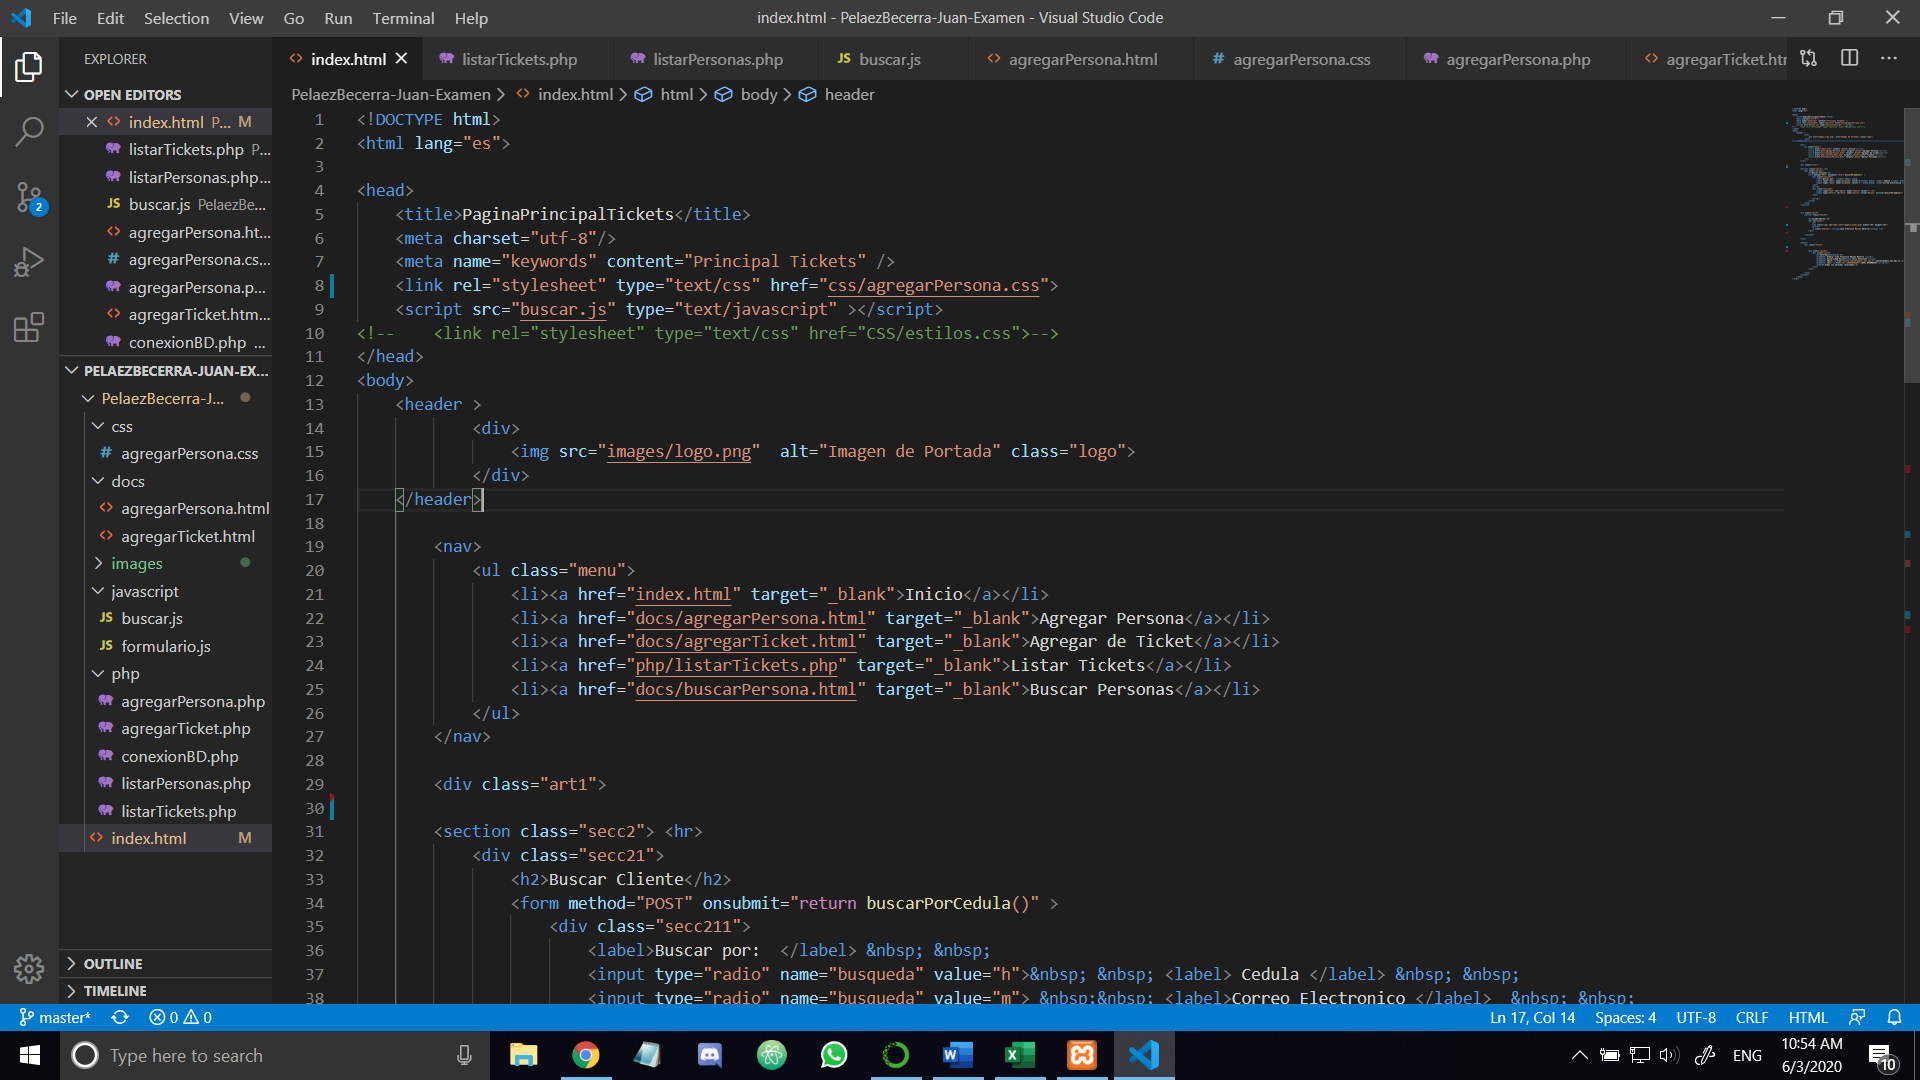 File Edit Selection View Go Run Terminal Help
index.html - PelaezBecerra-Juan-Examen - Visual Studio Code
EXPLORER
OPEN EDITORS
index.html P... M
listarTickets.php P...
listarPersonas.php...
buscar.js PelaezBe...
agregarPersona.ht...
agregarPersona.cs...
agregarPersona.p...
agregarTicket.htm...
conexionBD.php ...
PELAEZBECERRA-JUAN-EX...
PelaezBecerra-J...
css
agregarPersona.css
docs
agregarPersona.html
agregarTicket.html
images
javascript
buscar.js
formulario.js
php
agregarPersona.php
agregarTicket.php
conexionBD.php
listarPersonas.php
listarTickets.php
index.html M
OUTLINE
TIMELINE
2
index.html listarTickets.php listarPersonas.php buscar.js agregarPersona.html agregarPersona.css agregarPersona.php agregarTicket.htr
PelaezBecerra-Juan-Examen > index.html > html > body > header
1 <!DOCTYPE html>
2 <html lang="es">
3
4 <head>
5 <title>PaginaPrincipalTickets</title>
6 <meta charset="utf-8"/>
7 <meta name="keywords" content="Principal Tickets" />
8 <link rel="stylesheet" type="text/css" href="css/agregarPersona.css">
9 <script src="buscar.js" type="text/javascript" ></script>
10 <!-- <link rel="stylesheet" type="text/css" href="CSS/estilos.css">-->
11 </head>
12 <body>
13 <header >
14 <div>
15 <img src="images/logo.png" alt="Imagen de Portada" class="logo">
16 </div>
17 </header>
18
19 <nav>
20 <ul class="menu">
21 <li><a href="index.html" target="_blank">Inicio</a></li>
22 <li><a href="docs/agregarPersona.html" target="_blank">Agregar Persona</a></li>
23 <li><a href="docs/agregarTicket.html" target="_blank">Agregar de Ticket</a></li>
24 <li><a href="php/listarTickets.php" target="_blank">Listar Tickets</a></li>
25 <li><a href="docs/buscarPersona.html" target="_blank">Buscar Personas</a></li>
26 </ul>
27 </nav>
28
29 <div class="art1">
30
31 <section class="secc2"> <hr>
32 <div class="secc21">
33 <h2>Buscar Cliente</h2>
34 <form method="POST" onsubmit="return buscarPorCedula()" >
35 <div class="secc211">
36 <label>Buscar por: </label> &nbsp; &nbsp;
37 <input type="radio" name="busqueda" value="h">&nbsp; &nbsp; <label> Cedula </label> &nbsp; &nbsp;
38 <input type="radio" name="busqueda" value="m"> &nbsp;&nbsp; <label>Correo Electronico </label> &nbsp; &nbsp;
master* 0 0 Ln 17, Col 14 Spaces: 4 UTF-8 CRLF HTML
Type here to search
ENG
10:54 AM
6/3/2020
10